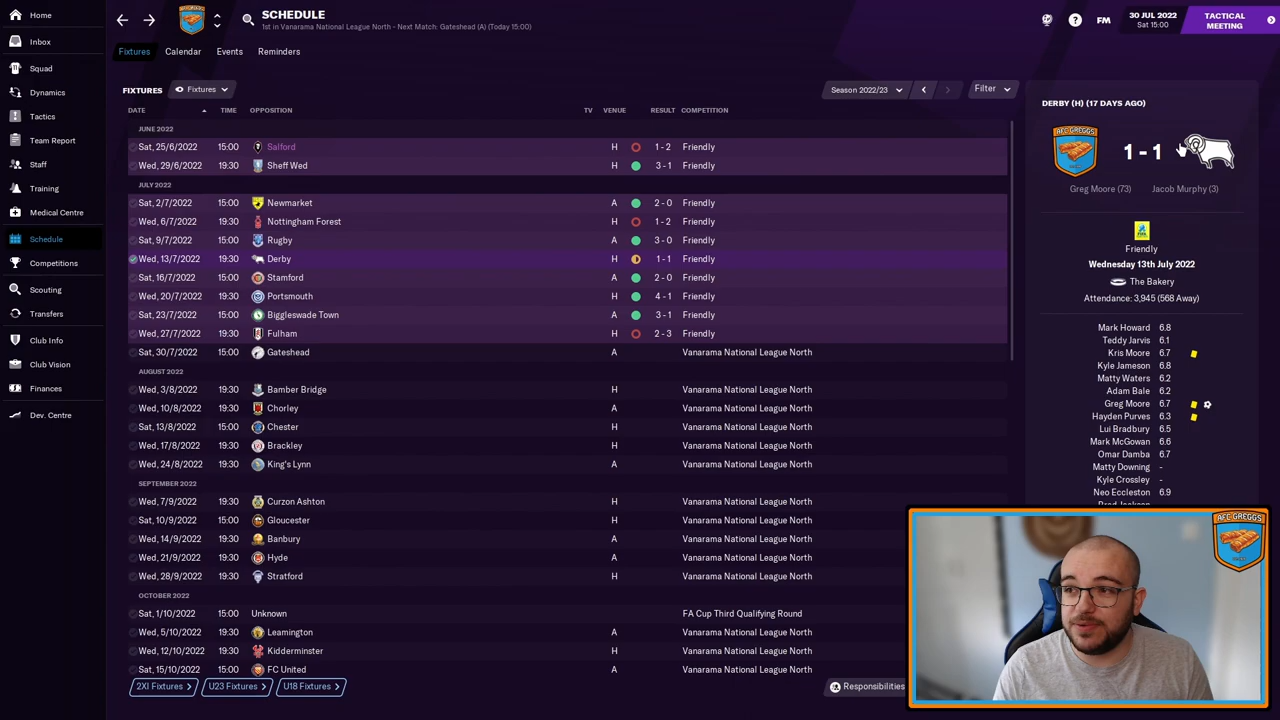 Home
Inbox
Squad
Dynamics
Tactics
Team Report
Staff
Training
Medical Centre
Schedule
Competitions
Scouting
Transfers
Club Info
Club Vision
Finances
Dev. Centre
SCHEDULE
1st in Vanarama National League North - Next Match: Gateshead (A) (Today 15:00)
? FM 30 JUL 2022 Sat 15:00 TACTICAL MEETING
Fixtures Calendar Events Reminders
FIXTURES Fixtures Season 2022/23 Filter
DATE TIME OPPOSITION TV VENUE RESULT COMPETITION
JUNE 2022
Sat, 25/6/2022 15:00 Salford H 1 - 2 Friendly
Wed, 29/6/2022 19:30 Sheff Wed H 3 - 1 Friendly
JULY 2022
Sat, 2/7/2022 15:00 Newmarket A 2 - 0 Friendly
Wed, 6/7/2022 19:30 Nottingham Forest H 1 - 2 Friendly
Sat, 9/7/2022 15:00 Rugby A 3 - 0 Friendly
Wed, 13/7/2022 19:30 Derby H 1 - 1 Friendly
Sat, 16/7/2022 15:00 Stamford A 2 - 0 Friendly
Wed, 20/7/2022 19:30 Portsmouth H 4 - 1 Friendly
Sat, 23/7/2022 15:00 Biggleswade Town A 3 - 1 Friendly
Wed, 27/7/2022 19:30 Fulham H 2 - 3 Friendly
Sat, 30/7/2022 15:00 Gateshead A Vanarama National League North
AUGUST 2022
Wed, 3/8/2022 19:30 Bamber Bridge H Vanarama National League North
Wed, 10/8/2022 19:30 Chorley A Vanarama National League North
Sat, 13/8/2022 15:00 Chester A Vanarama National League North
Wed, 17/8/2022 19:30 Brackley H Vanarama National League North
Wed, 24/8/2022 19:30 King's Lynn A Vanarama National League North
SEPTEMBER 2022
Wed, 7/9/2022 19:30 Curzon Ashton H Vanarama National League North
Sat, 10/9/2022 15:00 Gloucester H Vanarama National League North
Wed, 14/9/2022 19:30 Banbury A Vanarama National League North
Wed, 21/9/2022 19:30 Hyde A Vanarama National League North
Wed, 28/9/2022 19:30 Stratford H Vanarama National League North
OCTOBER 2022
Sat, 1/10/2022 15:00 Unknown FA Cup Third Qualifying Round
Wed, 5/10/2022 19:30 Leamington A Vanarama National League North
Wed, 12/10/2022 19:30 Kidderminster H Vanarama National League North
Sat, 15/10/2022 15:00 FC United A Vanarama National League North
2XI Fixtures U23 Fixtures U18 Fixtures Responsibilities
DERBY (H) (17 DAYS AGO)
AFC GREGGS
1 - 1
Greg Moore (73) Jacob Murphy (3)
Friendly
Wednesday 13th July 2022
The Bakery
Attendance: 3,945 (568 Away)
Mark Howard 6.8
Teddy Jarvis 6.1
Kris Moore 6.7
Kyle Jameson 6.8
Matty Waters 6.2
Adam Bale 6.2
Greg Moore 6.7
Hayden Purves 6.3
Lui Bradbury 6.5
Mark McGowan 6.6
Omar Damba 6.7
Matty Downing -
Kyle Crossley -
Neo Eccleston 6.9
AFC GREGGS